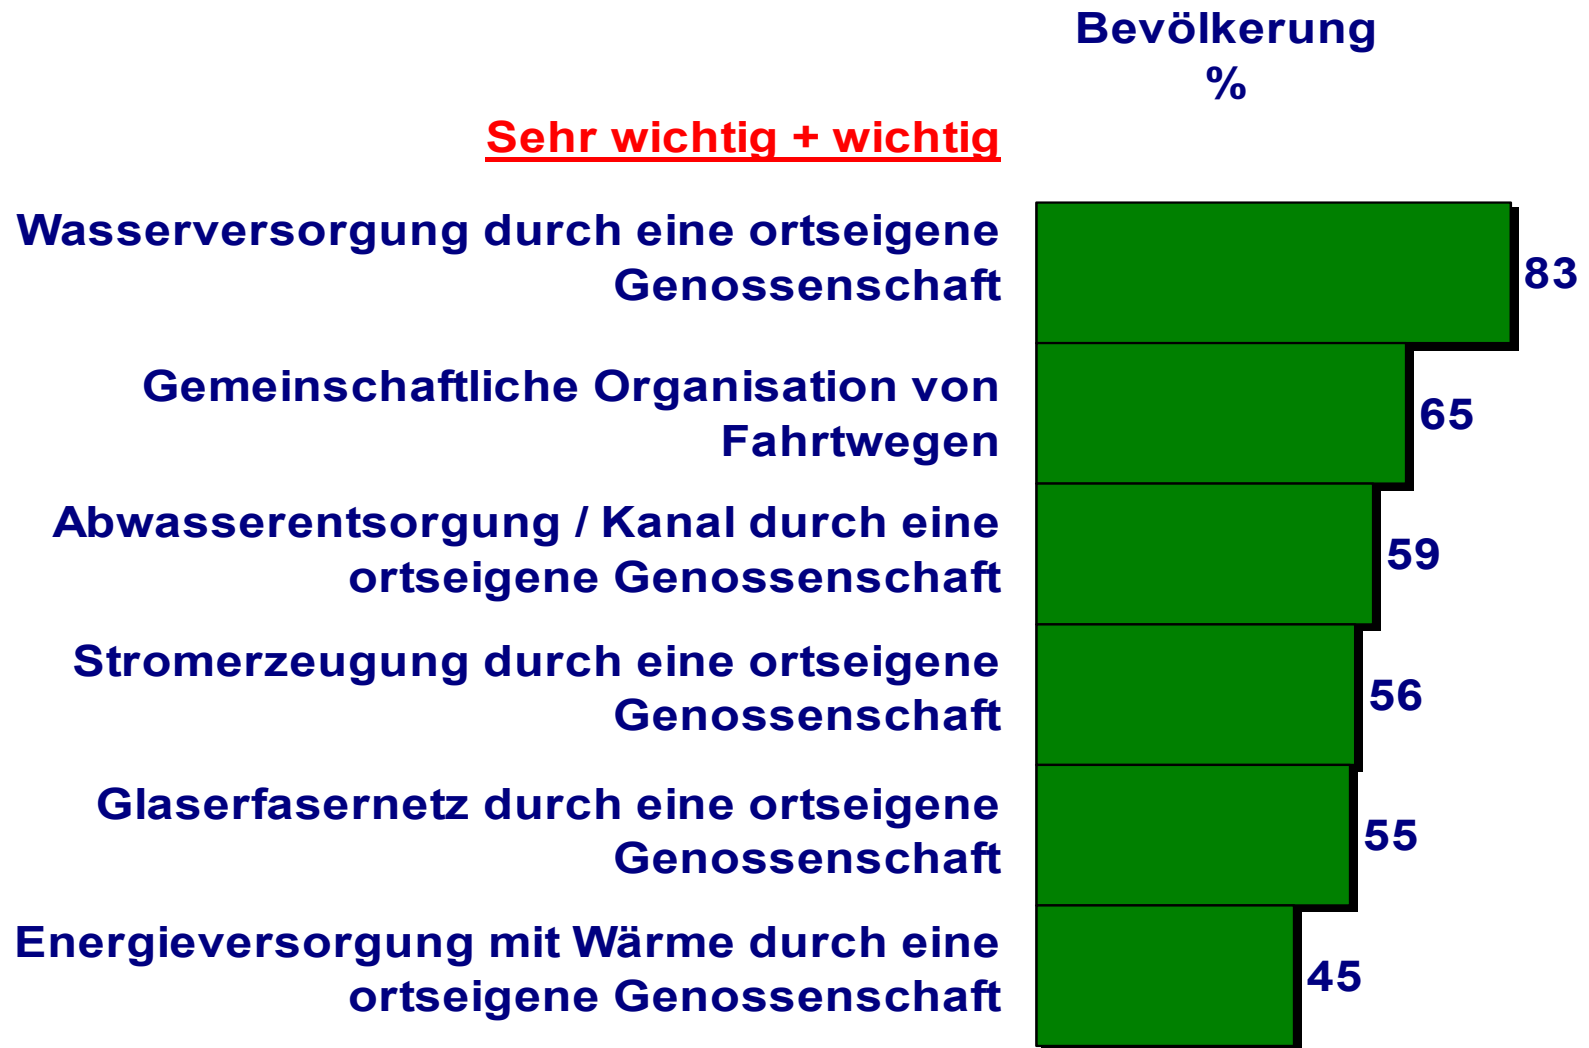 Bevölkerung
%
Sehr wichtig + wichtig
Wasserversorgung durch eine ortseigene
Genossenschaft
83
Gemeinschaftliche Organisation von
Fahrtwegen
65
Abwasserentsorgung / Kanal durch eine
ortseigene Genossenschaft
59
Stromerzeugung durch eine ortseigene
Genossenschaft
56
Glaserfasernetz durch eine ortseigene
Genossenschaft
55
Energieversorgung mit Wärme durch eine
ortseigene Genossenschaft
45